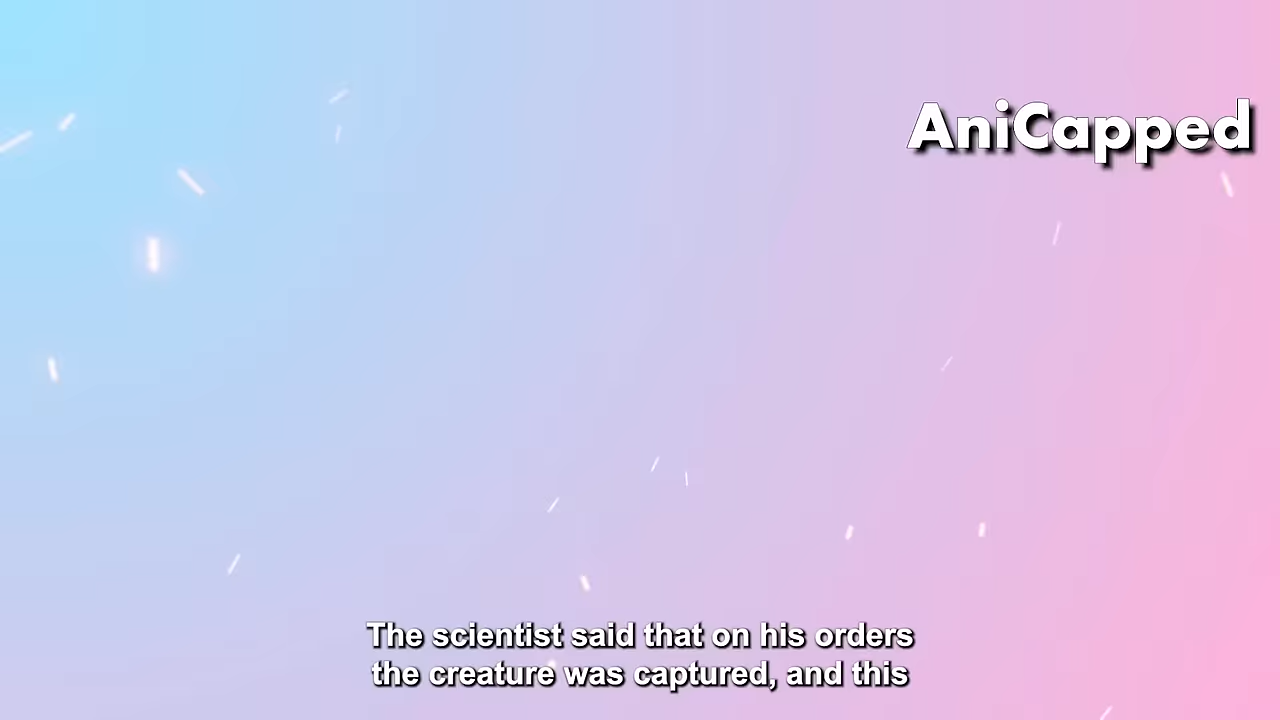 AniCapped
The scientist said that on his orders
the creature was captured, and this